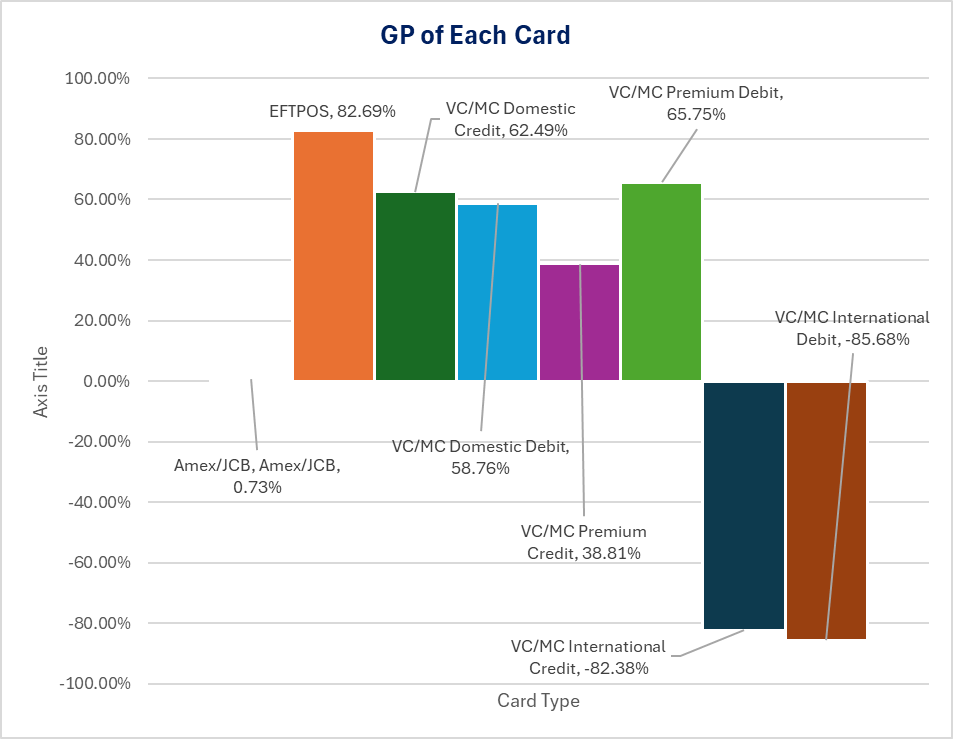 GP of Each Card
100.00%
80.00%
60.00%
40.00%
20.00%
0.00%
-20.00%
-40.00%
-60.00%
-80.00%
-100.00%
Axis Title
EFTPOS, 82.69%
VC/MC Domestic
Credit, 62.49%
VC/MC Premium Debit,
65.75%
VC/MC International
Debit, -85.68%
Amex/JCB, Amex/JCB,
0.73%
VC/MC Domestic Debit,
58.76%
VC/MC Premium
Credit, 38.81%
VC/MC International
Credit, -82.38%
Card Type